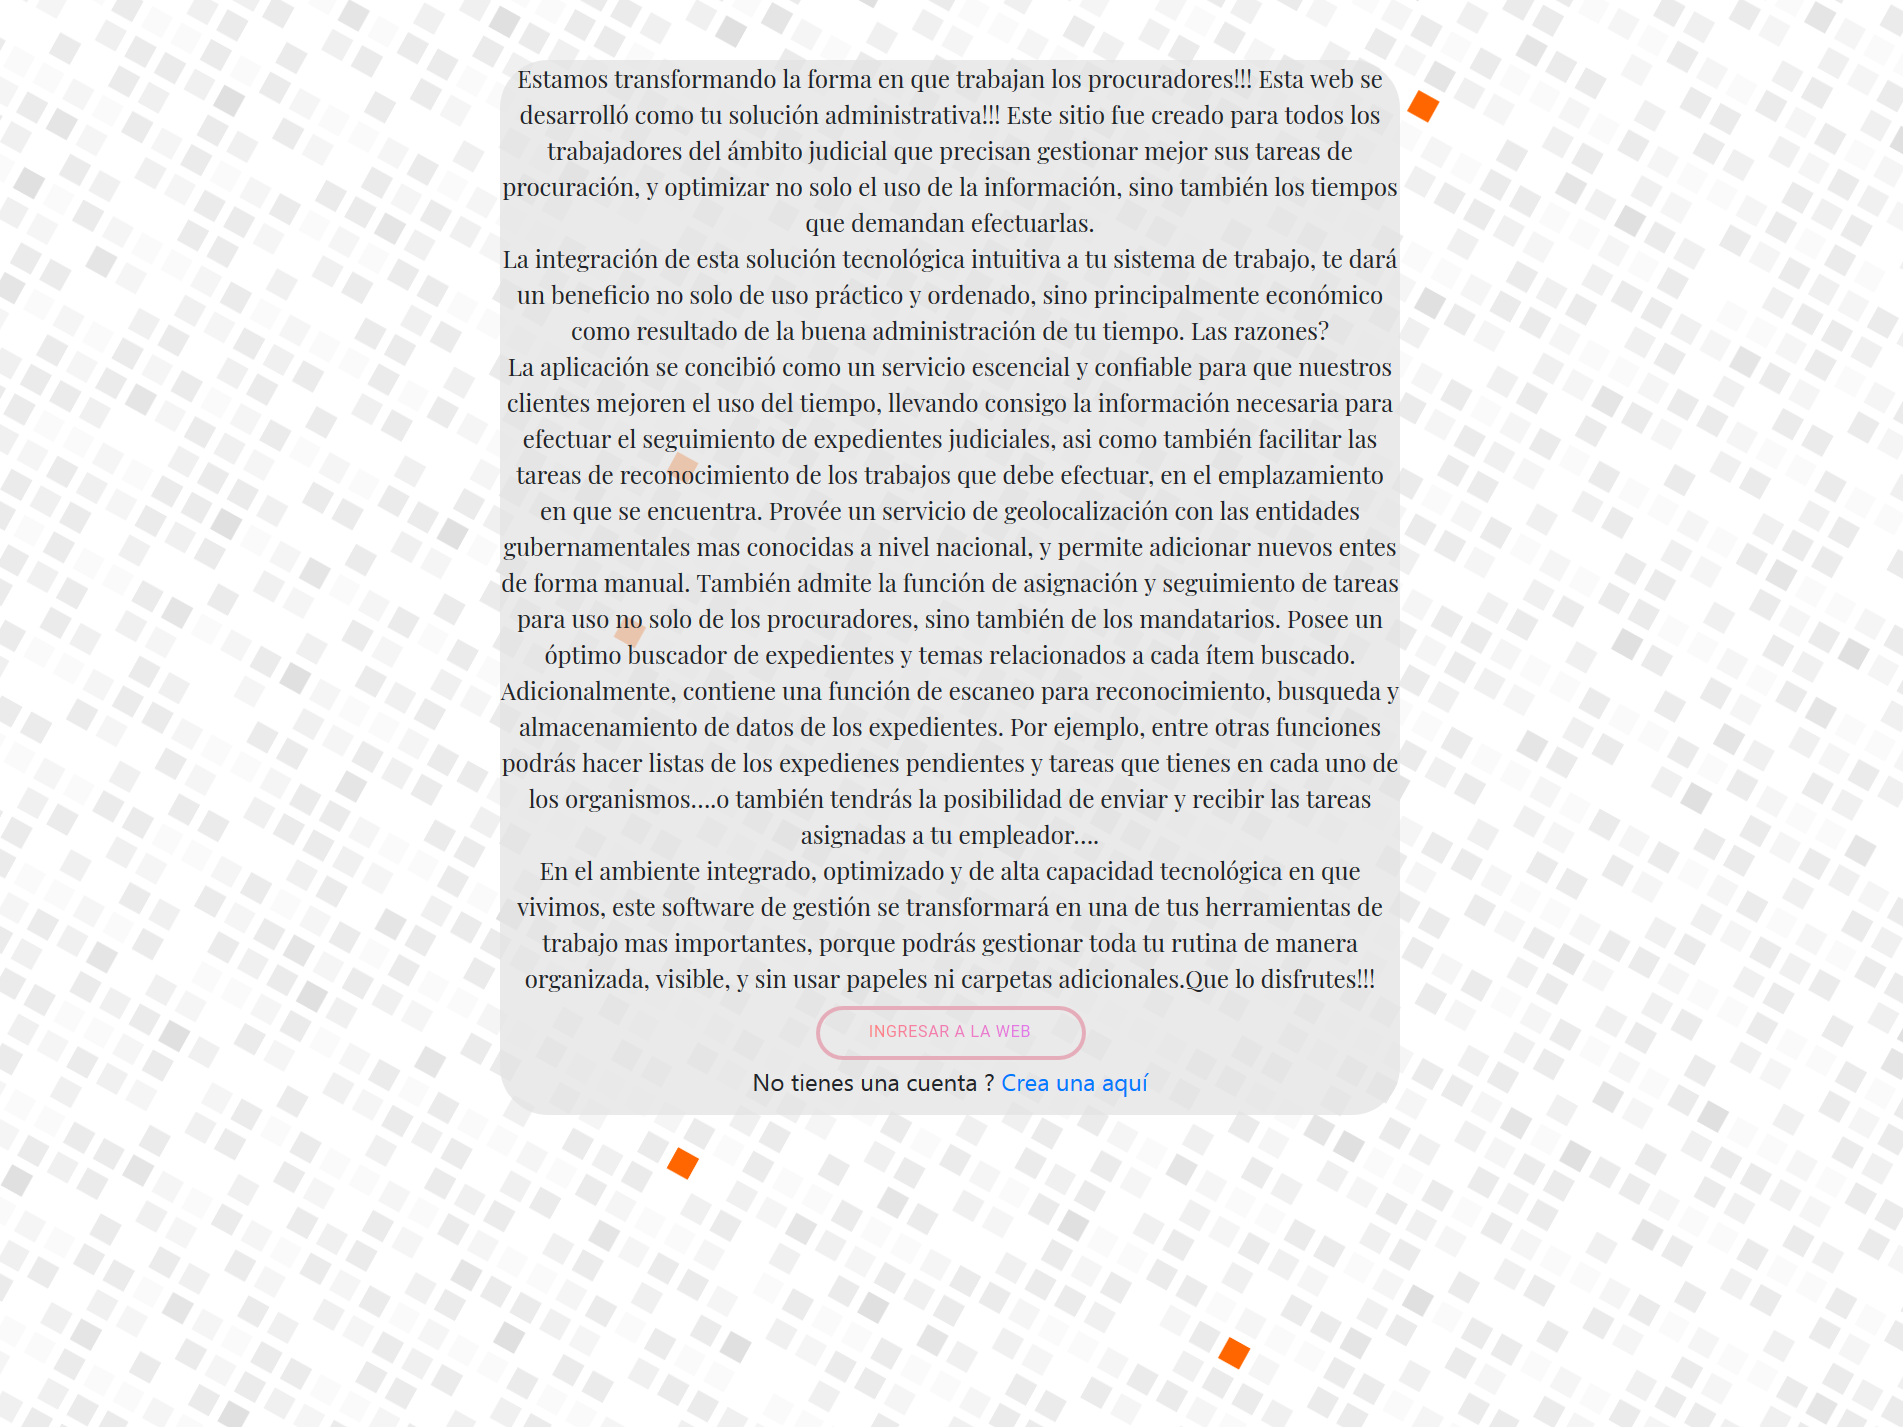 Estamos transformando la forma en que trabajan los procuradores!!! Esta web se
desarrolló como tu solución administrativa!!! Este sitio fue creado para todos los
trabajadores del ámbito judicial que precisan gestionar mejor sus tareas de
procuración, y optimizar no solo el uso de la información, sino también los tiempos
que demandan efectuarlas.
La integración de esta solución tecnológica intuitiva a tu sistema de trabajo, te dará
un beneficio no solo de uso práctico y ordenado, sino principalmente económico
como resultado de la buena administración de tu tiempo. Las razones?
La aplicación se concibió como un servicio escencial y confiable para que nuestros
clientes mejoren el uso del tiempo, llevando consigo la información necesaria para
efectuar el seguimiento de expedientes judiciales, asi como también facilitar las
tareas de reconocimiento de los trabajos que debe efectuar, en el emplazamiento
en que se encuentra. Provée un servicio de geolocalización con las entidades
gubernamentales mas conocidas a nivel nacional, y permite adicionar nuevos entes
de forma manual. También admite la función de asignación y seguimiento de tareas
para uso no solo de los procuradores, sino también de los mandatarios. Posee un
óptimo buscador de expedientes y temas relacionados a cada ítem buscado.
Adicionalmente, contiene una función de escaneo para reconocimiento, busqueda y
almacenamiento de datos de los expedientes. Por ejemplo, entre otras funciones
podrás hacer listas de los expedienes pendientes y tareas que tienes en cada uno de
los organismos....o también tendrás la posibilidad de enviar y recibir las tareas
asignadas a tu empleador....
En el ambiente integrado, optimizado y de alta capacidad tecnológica en que
vivimos, este software de gestión se transformará en una de tus herramientas de
trabajo mas importantes, porque podrás gestionar toda tu rutina de manera
organizada, visible, y sin usar papeles ni carpetas adicionales.Que lo disfrutes!!!
INGRESAR A LA WEB
No tienes una cuenta ? Crea una aquí